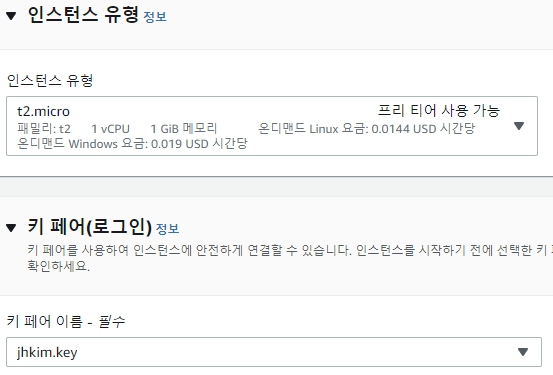 인스턴스 유형 정보
인스턴스 유형
t2.micro 프리 티어 사용 가능
패밀리: t2 1 vCPU 1 GiB 메모리 온디맨드 Linux 요금: 0.0144 USD 시간당
온디맨드 Windows 요금: 0.019 USD 시간당
키 페어(로그인) 정보
키 페어를 사용하여 인스턴스에 안전하게 연결할 수 있습니다. 인스턴스를 시작하기 전에 선택한 키
확인하세요.
키 페어 이름 - 필수
jhkim.key